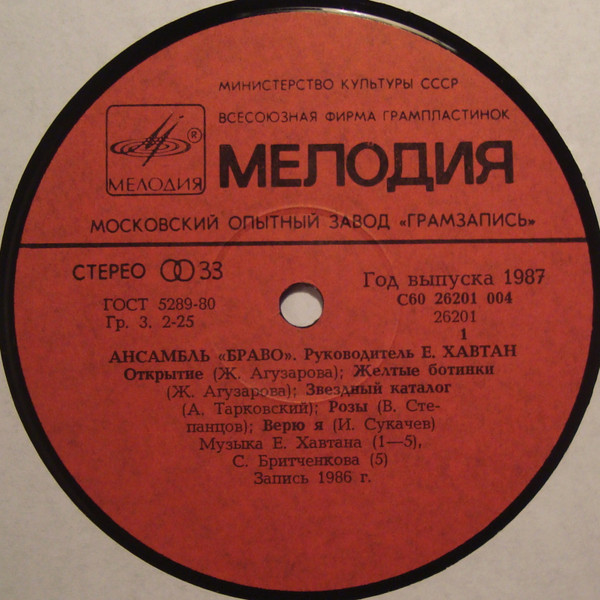 МИНИСТЕРСТВО КУЛЬТУРЫ СССР
ВСЕСОЮЗНАЯ ФИРМА ГРАМПЛАСТИНОК
®
МЕЛОДИЯ
МЕЛОДИЯ
МОСКОВСКИЙ ОПЫТНЫЙ ЗАВОД «ГРАМЗАПИСЬ»
СТЕРЕО 33
Год выпуска 1987
ГОСТ 5289-80
С60 26201 004
Гр. 3. 2-25
26201
1
АНСАМБЛЬ «БРАВО». Руководитель Е. ХАВТАН
Открытие (Ж. Агузарова); Желтые ботинки
(Ж. Агузарова); Звездный каталог
(А. Тарковский); Розы (В. Сте-
панцов); Верю я (И. Сукачев)
Музыка Е. Хавтана (1—5),
С. Бритченкова (5)
Запись 1986 г.